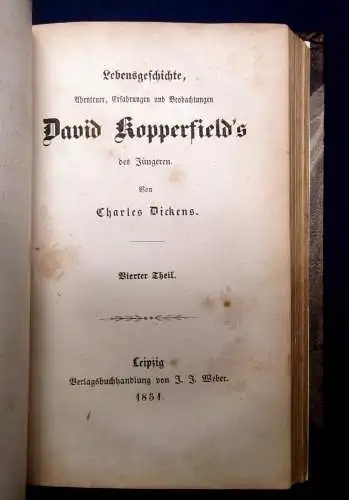 Lebensgeschichte,
Abenteuer, Erfahrungen und Beobachtungen
David Kopperfield's
des Jüngeren.
Von
Charles Dickens.
Vierter Theil.
Leipzig
Verlagsbuchhandlung von J. J. Weber.
1851.